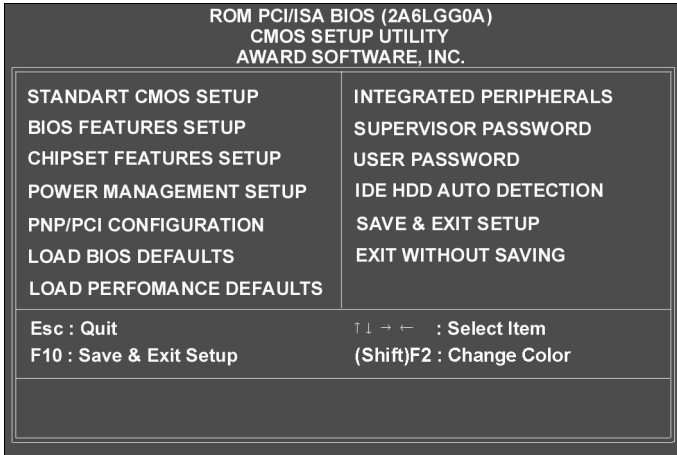 ROM PCI/ISA BIOS (2A6LGG0A)
CMOS SETUP UTILITY
AWARD SOFTWARE, INC.
STANDART CMOS SETUP
BIOS FEATURES SETUP
CHIPSET FEATURES SETUP
POWER MANAGEMENT SETUP
PNP/PCI CONFIGURATION
LOAD BIOS DEFAULTS
LOAD PERFOMANCE DEFAULTS
INTEGRATED PERIPHERALS
SUPERVISOR PASSWORD
USER PASSWORD
IDE HDD AUTO DETECTION
SAVE & EXIT SETUP
EXIT WITHOUT SAVING
Esc : Quit
F10 : Save & Exit Setup
↑ ↓ → ← : Select Item
(Shift)F2 : Change Color